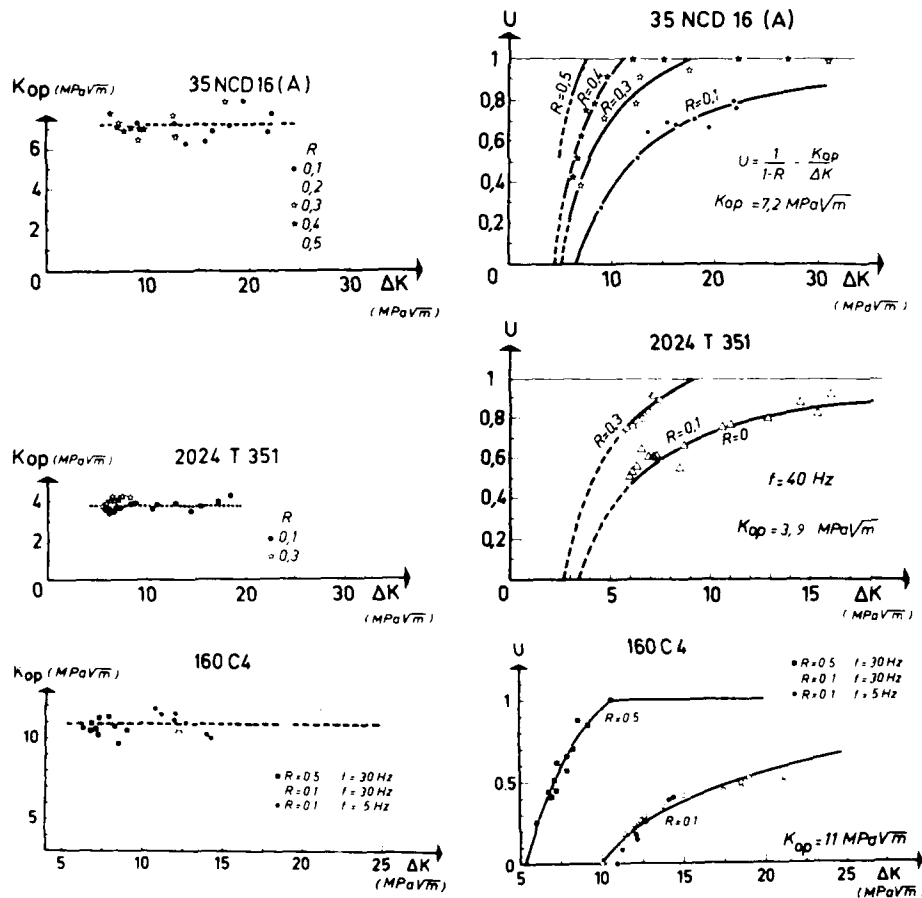 35 NCD 16 (A)
Kop (MPa√m)
6
4
2
0
10
20
30
ΔK
(MPa√m)
R
0,1
0,2
0,3
0,4
0,5
35 NCD 16 (A)
U
1
0,8
0,6
0,4
0,2
0
R=0,5
R=0,4
R=0,3
R=0,1
U = 1/(1-R) - Kop/ΔK
Kop = 7,2 MPa√m
10
20
30
ΔK
(MPa√m)
2024 T 351
Kop (MPa√m)
4
2
0
10
20
30
ΔK
(MPa√m)
R
0,1
0,3
2024 T 351
U
1
0,8
0,6
0,4
0,2
0
R=0,3
R=0,1
R=0
f=40 Hz
Kop = 3,9 MPa√m
5
10
15
ΔK
(MPa√m)
160 C4
Kop (MPa√m)
10
5
5
10
15
20
25
ΔK
(MPa√m)
R=0.5 f=30 Hz
R=0.1 f=30 Hz
R=0.1 f=5 Hz
160 C 4
U
1
0.5
0
R=0.5 f=30 Hz
R=0.1 f=30 Hz
R=0.1 f=5 Hz
R=0.5
R=0.1
Kop = 11 MPa√m
5
10
15
20
25
ΔK
(MPa√m)